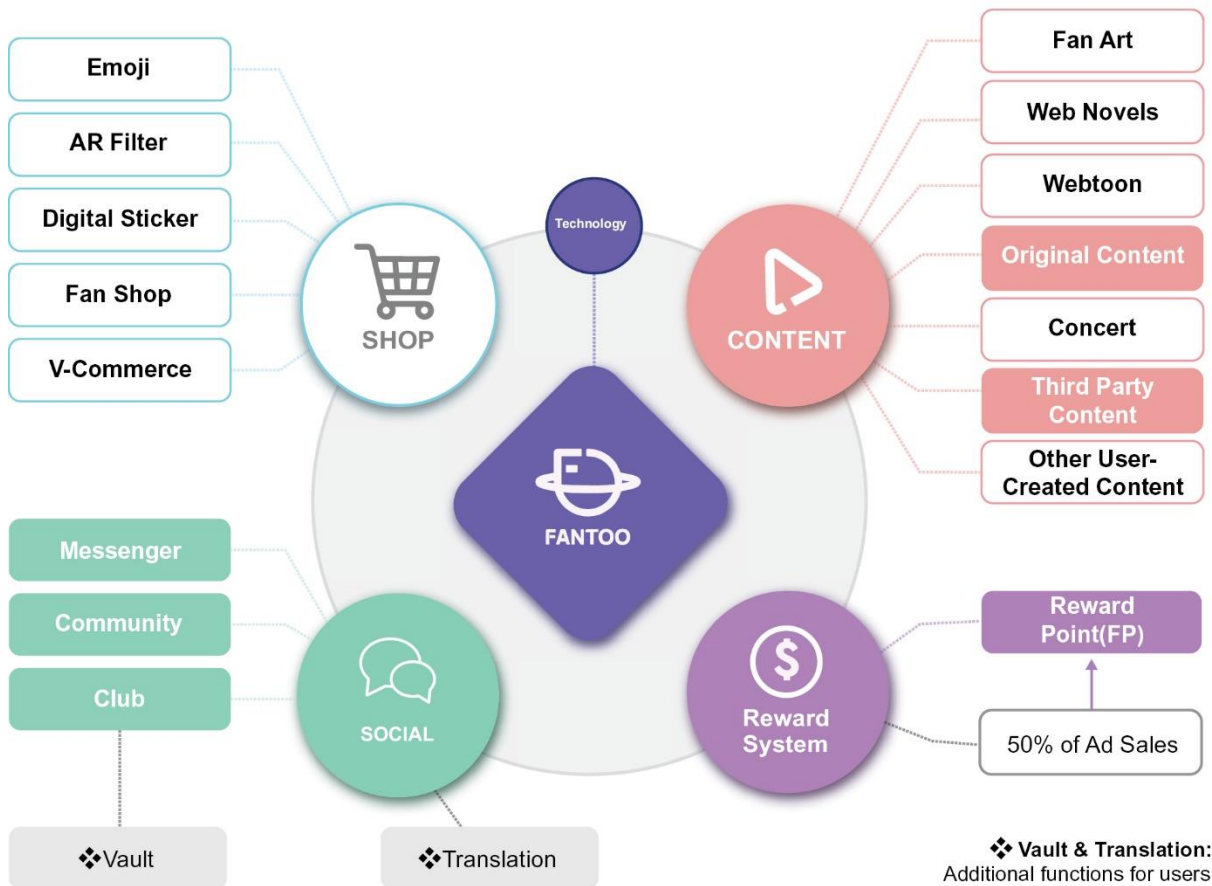 Emoji
AR Filter
Digital Sticker
Fan Shop
V-Commerce
SHOP
Technology
CONTENT
Fan Art
Web Novels
Webtoon
Original Content
Concert
Third Party
Content
Other User-
Created Content
FANTOO
Messenger
Community
Club
SOCIAL
$
Reward
System
Reward
Point(FP)
50% of Ad Sales
❖Vault
❖Translation
❖ Vault & Translation:
Additional functions for users